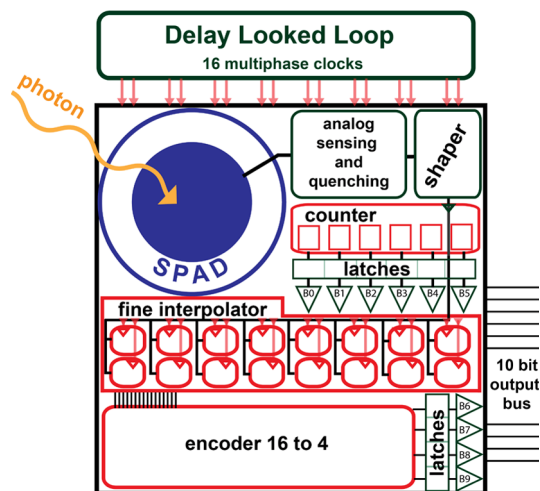 Delay Looked Loop
16 multiphase clocks
photon
SPAD
analog
sensing
and
quenching
shaper
counter
latches
B0 B1 B2 B3 B4 B5
fine interpolator
10 bit
output
bus
encoder 16 to 4
latches
B6
B7
B8
B9